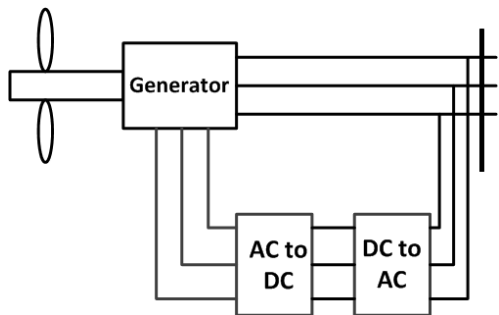 Generator
AC to
DC
DC to
AC